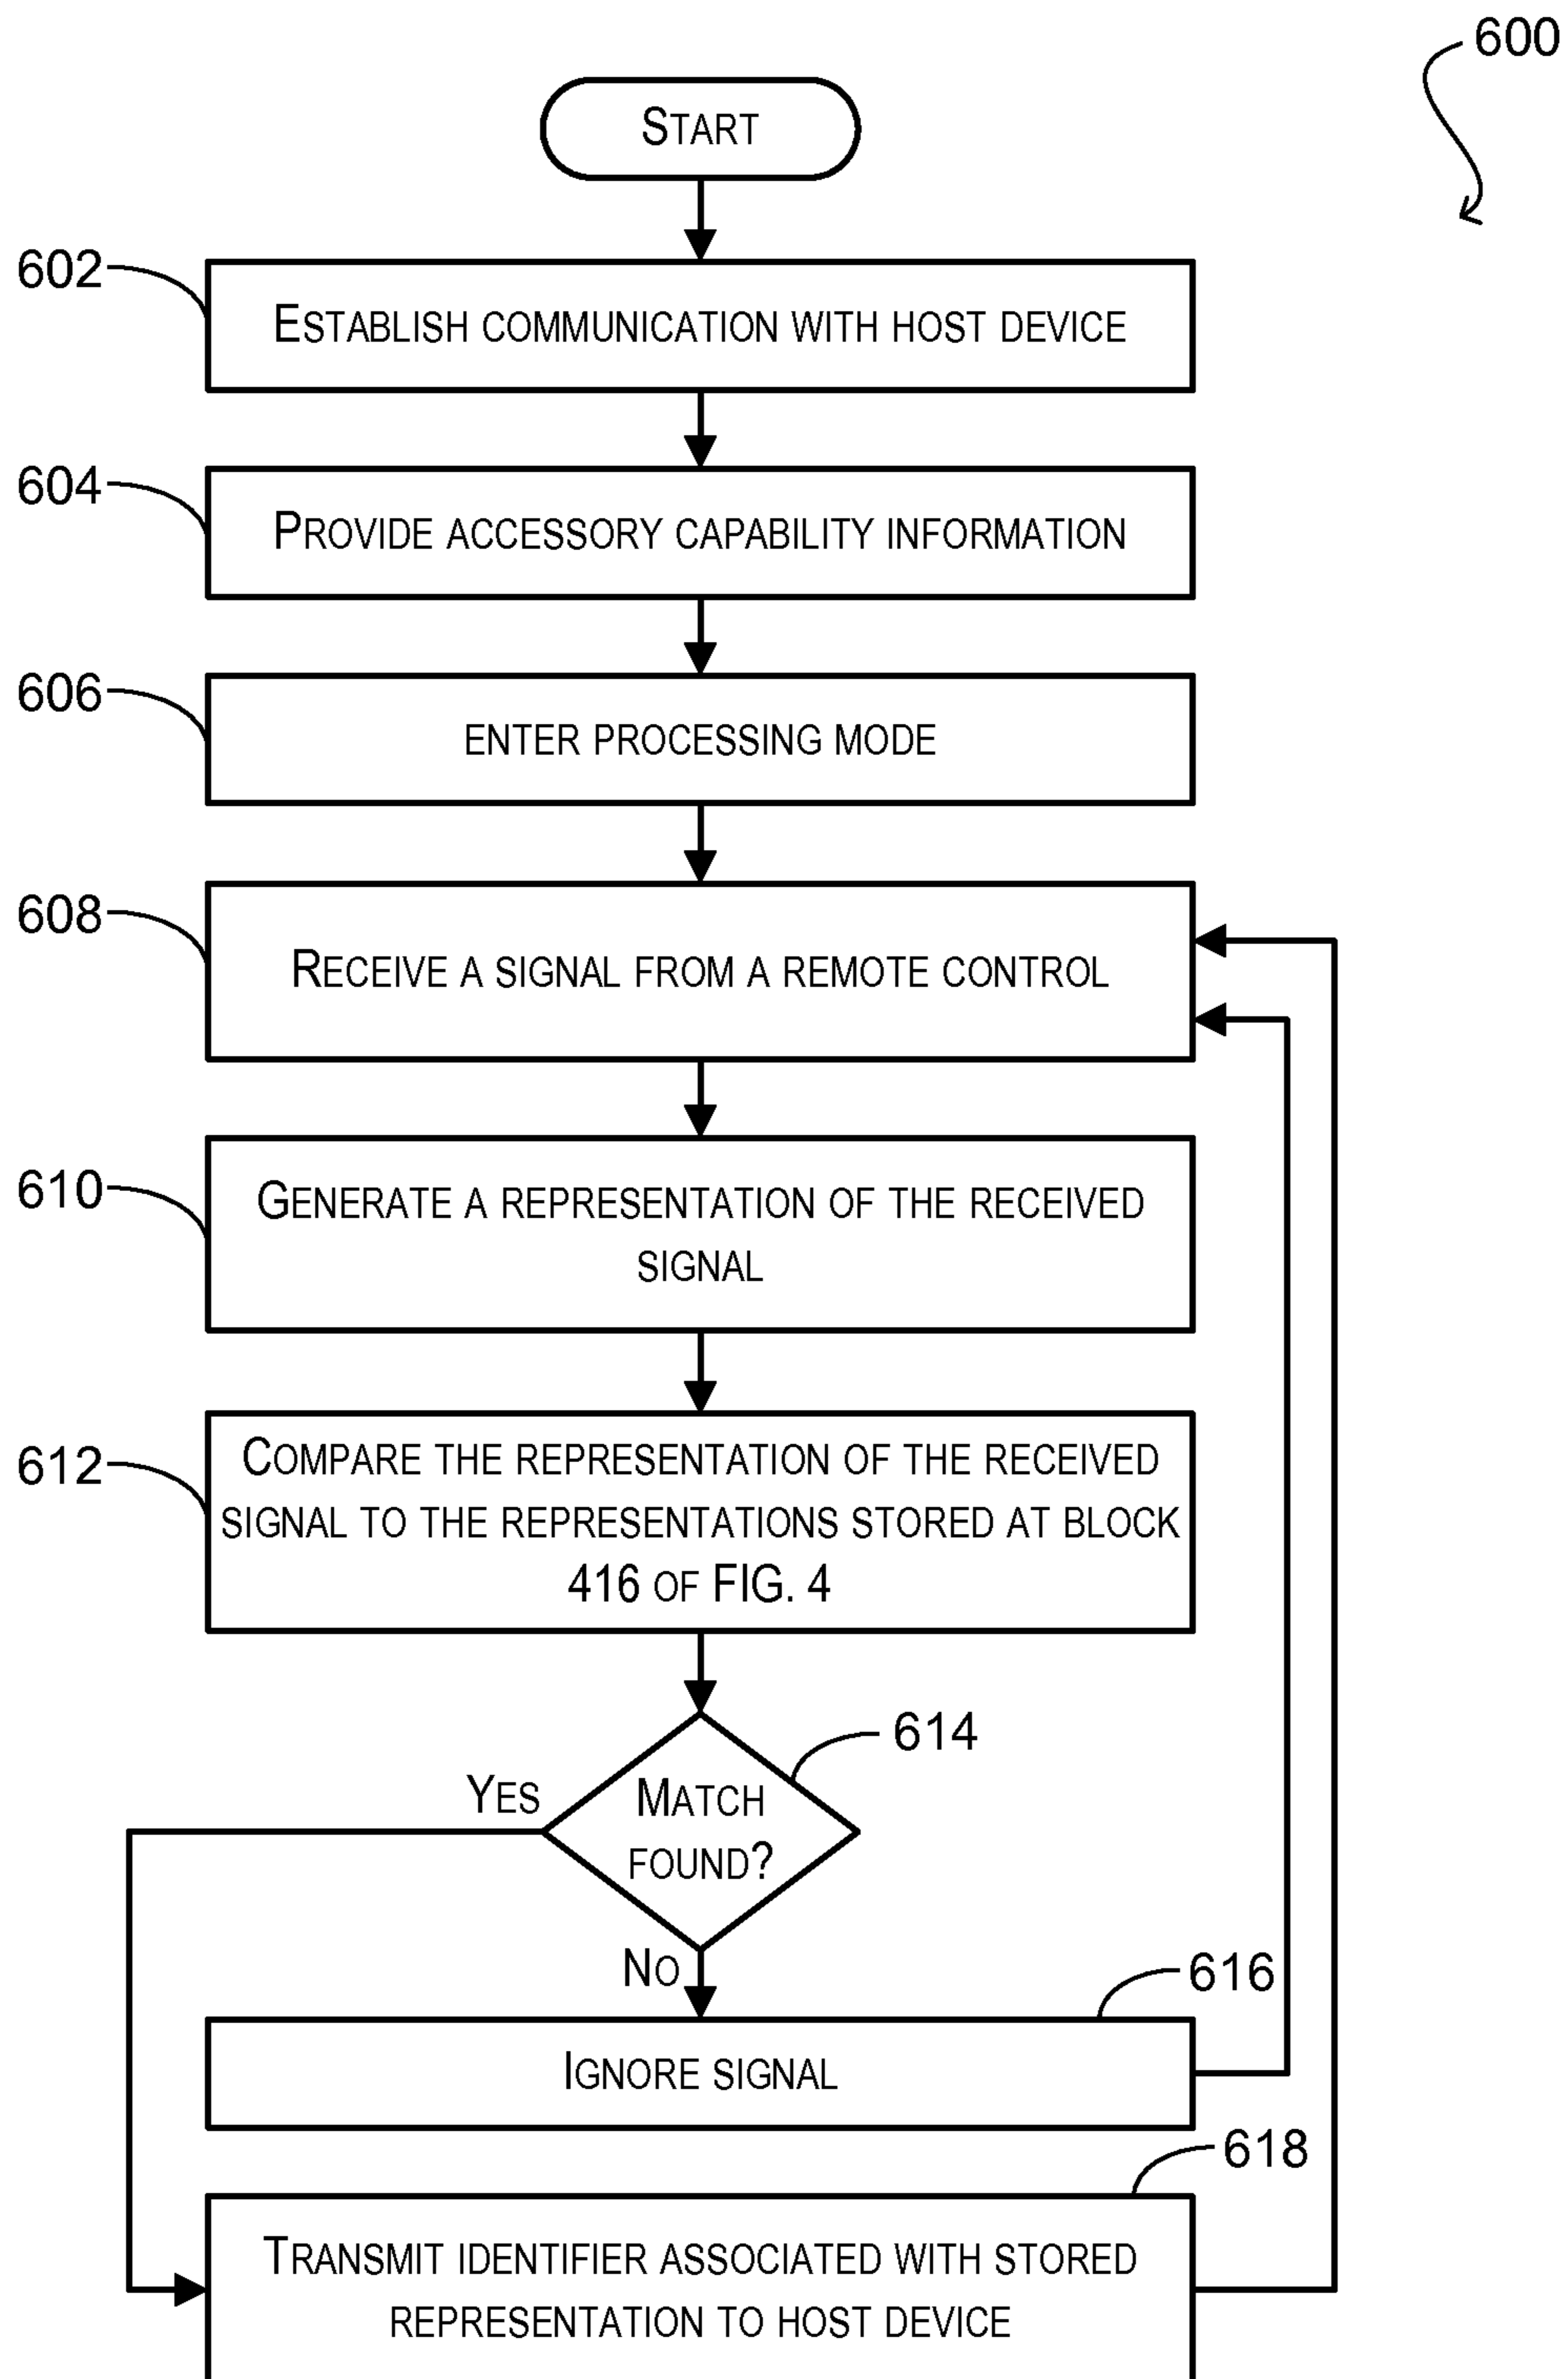 600
START
602
ESTABLISH COMMUNICATION WITH HOST DEVICE
604
PROVIDE ACCESSORY CAPABILITY INFORMATION
606
ENTER PROCESSING MODE
608
RECEIVE A SIGNAL FROM A REMOTE CONTROL
610
GENERATE A REPRESENTATION OF THE RECEIVED
SIGNAL
612
COMPARE THE REPRESENTATION OF THE RECEIVED
SIGNAL TO THE REPRESENTATIONS STORED AT BLOCK
416 OF FIG. 4
614
YES
MATCH
FOUND?
NO
616
IGNORE SIGNAL
618
TRANSMIT IDENTIFIER ASSOCIATED WITH STORED
REPRESENTATION TO HOST DEVICE